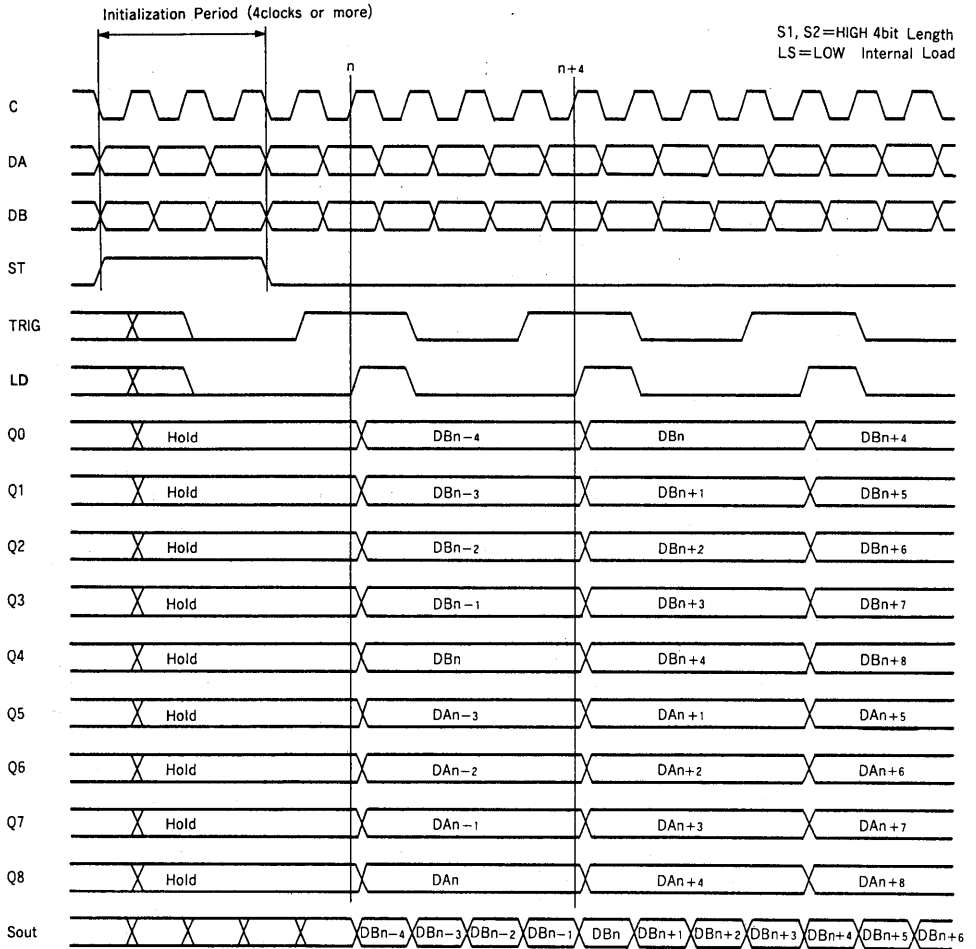 Initialization Period (4clocks or more)
S1, S2=HIGH 4bit Length
LS=LOW Internal Load
n n+4
C
DA
DB
ST
TRIG
LD
Q0 Hold DBn-4 DBn DBn+4
Q1 Hold DBn-3 DBn+1 DBn+5
Q2 Hold DBn-2 DBn+2 DBn+6
Q3 Hold DBn-1 DBn+3 DBn+7
Q4 Hold DBn DBn+4 DBn+8
Q5 Hold DAn-3 DAn+1 DAn+5
Q6 Hold DAn-2 DAn+2 DAn+6
Q7 Hold DAn-1 DAn+3 DAn+7
Q8 Hold DAn DAn+4 DAn+8
Sout DBn-4 DBn-3 DBn-2 DBn-1 DBn DBn+1 DBn+2 DBn+3 DBn+4 DBn+5 DBn+6